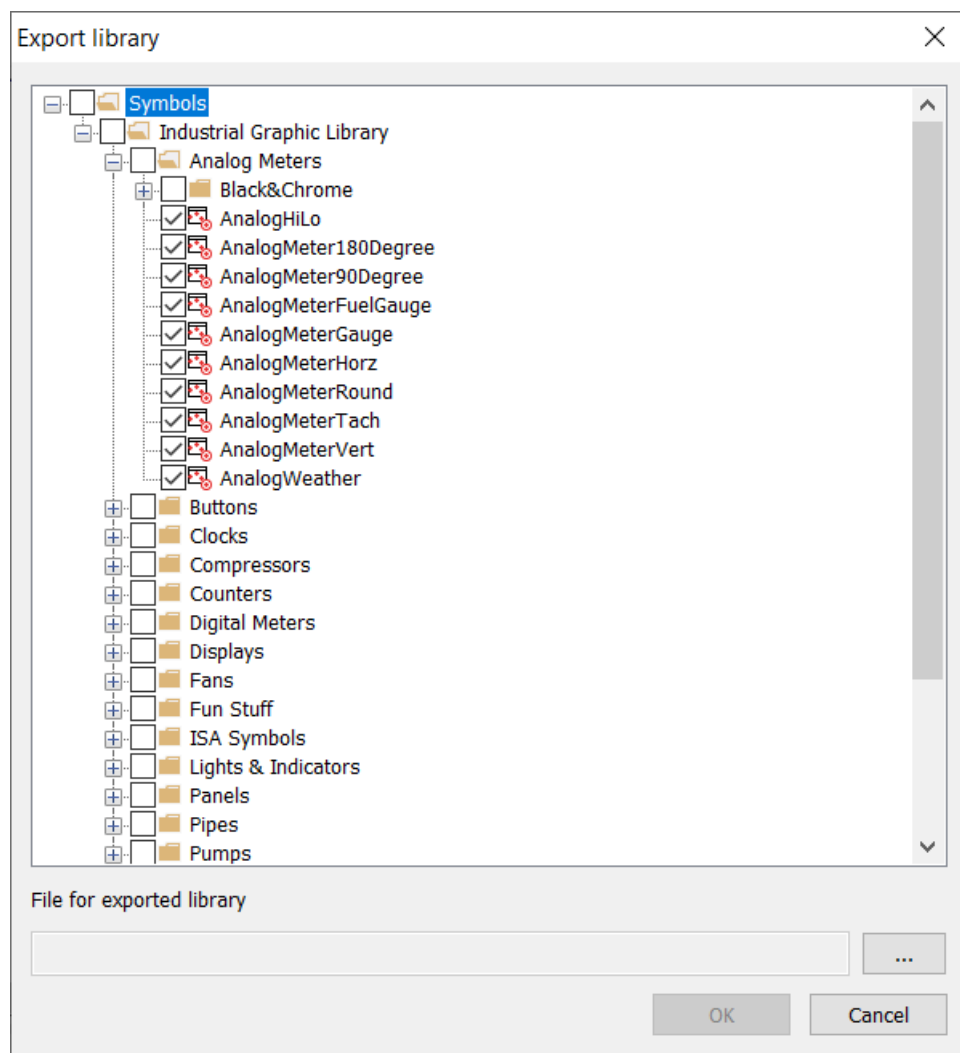 Export library
Symbols
Industrial Graphic Library
Analog Meters
Black&Chrome
AnalogHiLo
AnalogMeter180Degree
AnalogMeter90Degree
AnalogMeterFuelGauge
AnalogMeterGauge
AnalogMeterHorz
AnalogMeterRound
AnalogMeterTach
AnalogMeterVert
AnalogWeather
Buttons
Clocks
Compressors
Counters
Digital Meters
Displays
Fans
Fun Stuff
ISA Symbols
Lights & Indicators
Panels
Pipes
Pumps
File for exported library
...
OK Cancel